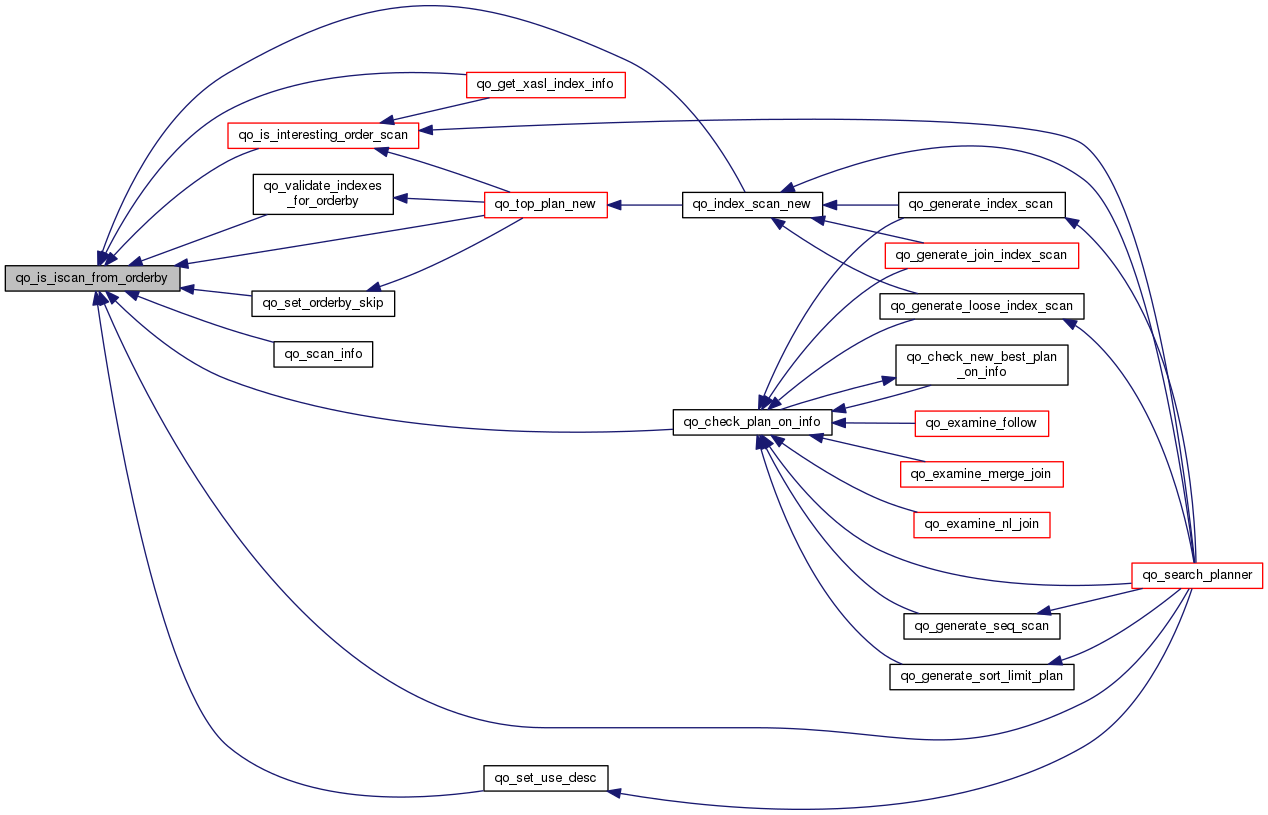 qo_get_xasl_index_info
qo_is_interesting_order_scan
qo_validate_indexes
_for_orderby
qo_top_plan_new
qo_index_scan_new
qo_generate_index_scan
qo_generate_join_index_scan
qo_is_iscan_from_orderby
qo_set_orderby_skip
qo_generate_loose_index_scan
qo_scan_info
qo_check_new_best_plan
_on_info
qo_check_plan_on_info
qo_examine_follow
qo_examine_merge_join
qo_examine_nl_join
qo_search_planner
qo_generate_seq_scan
qo_generate_sort_limit_plan
qo_set_use_desc